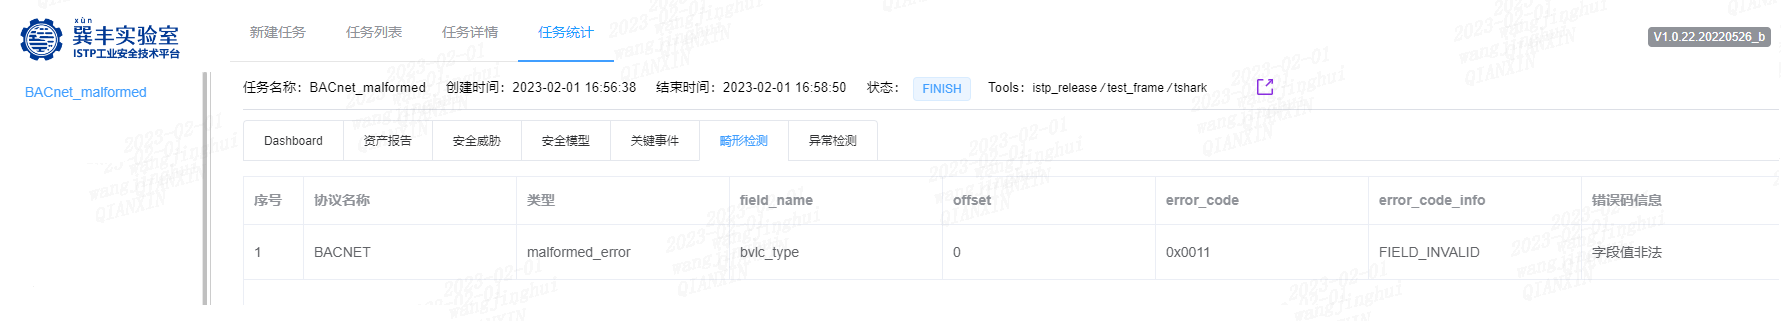 xùn
巽丰实验室
ISTP工业安全技术平台
新建任务 任务列表 任务详情 任务统计
V1.0.22.20220526_b
BACnet_malformed
任务名称：BACnet_malformed 创建时间：2023-02-01 16:56:38 结束时间：2023-02-01 16:58:50 状态： FINISH Tools：istp_release / test_frame / tshark
Dashboard 资产报告 安全威胁 安全模型 关键事件 畸形检测 异常检测
序号 协议名称 类型 field_name offset error_code error_code_info 错误码信息
1 BACNET malformed_error bvlc_type 0 0x0011 FIELD_INVALID 字段值非法
2023-02-01
wangjinghui
QIANXIN